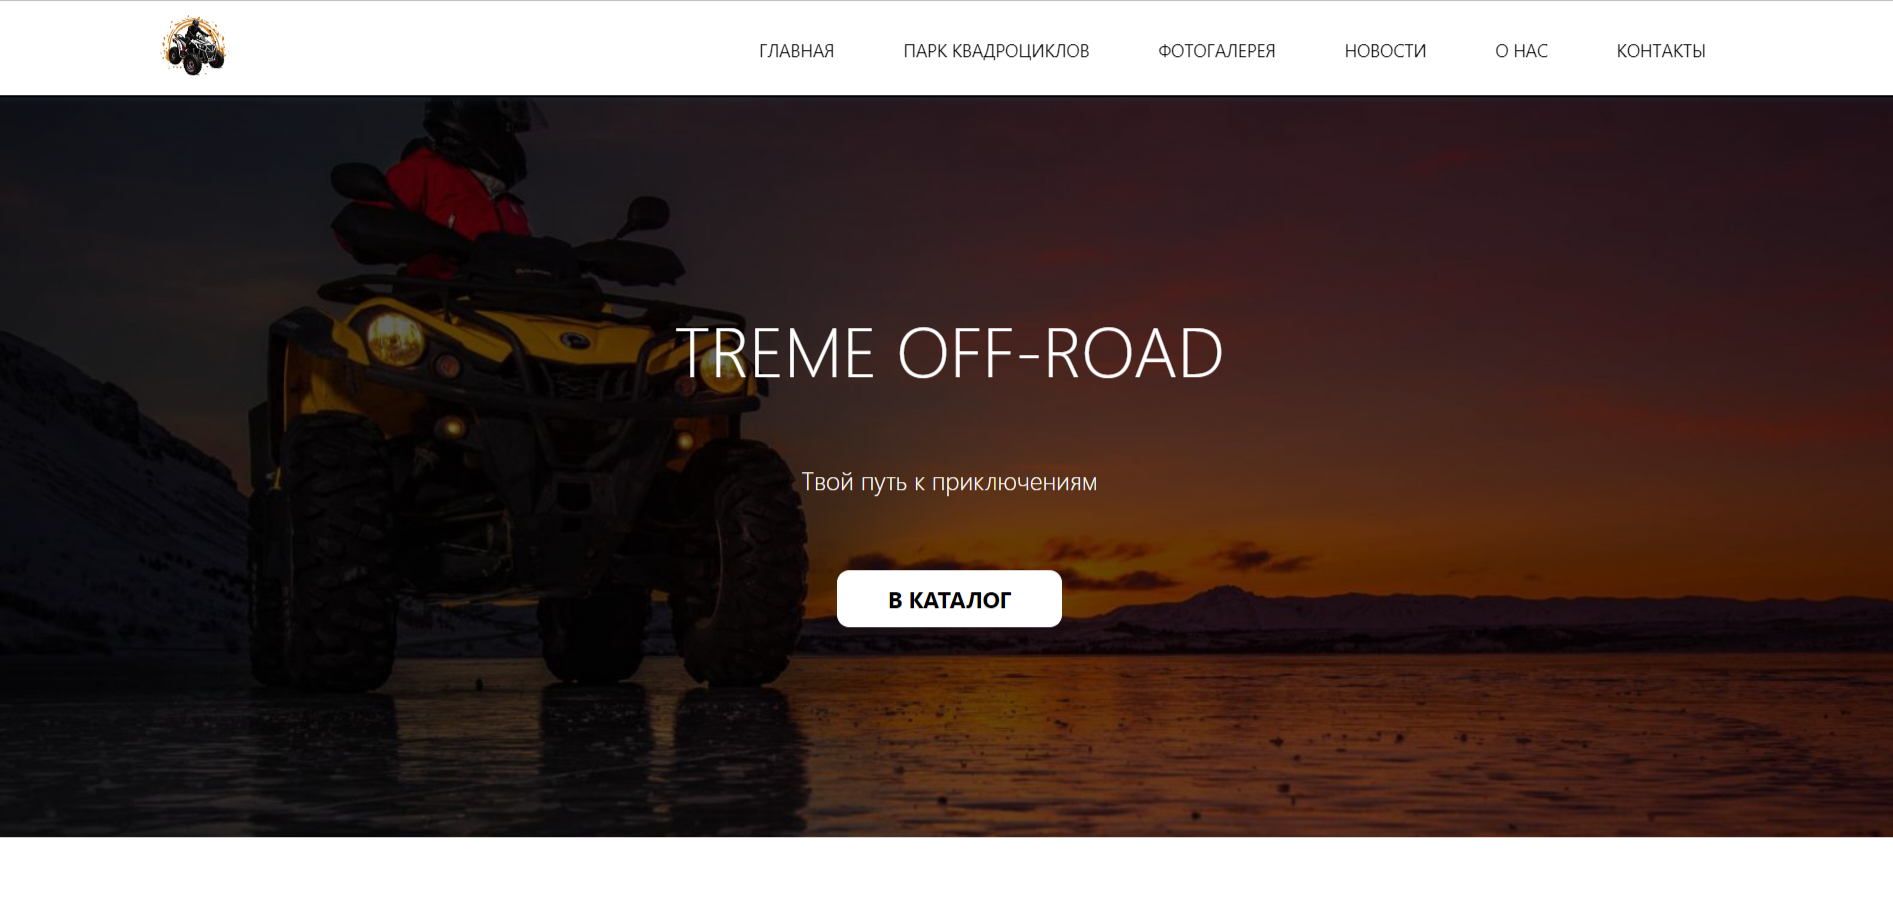 ГЛАВНАЯ ПАРК КВАДРОЦИКЛОВ ФОТОГАЛЕРЕЯ НОВОСТИ О НАС КОНТАКТЫ
TREME OFF-ROAD
Твой путь к приключениям
В КАТАЛОГ